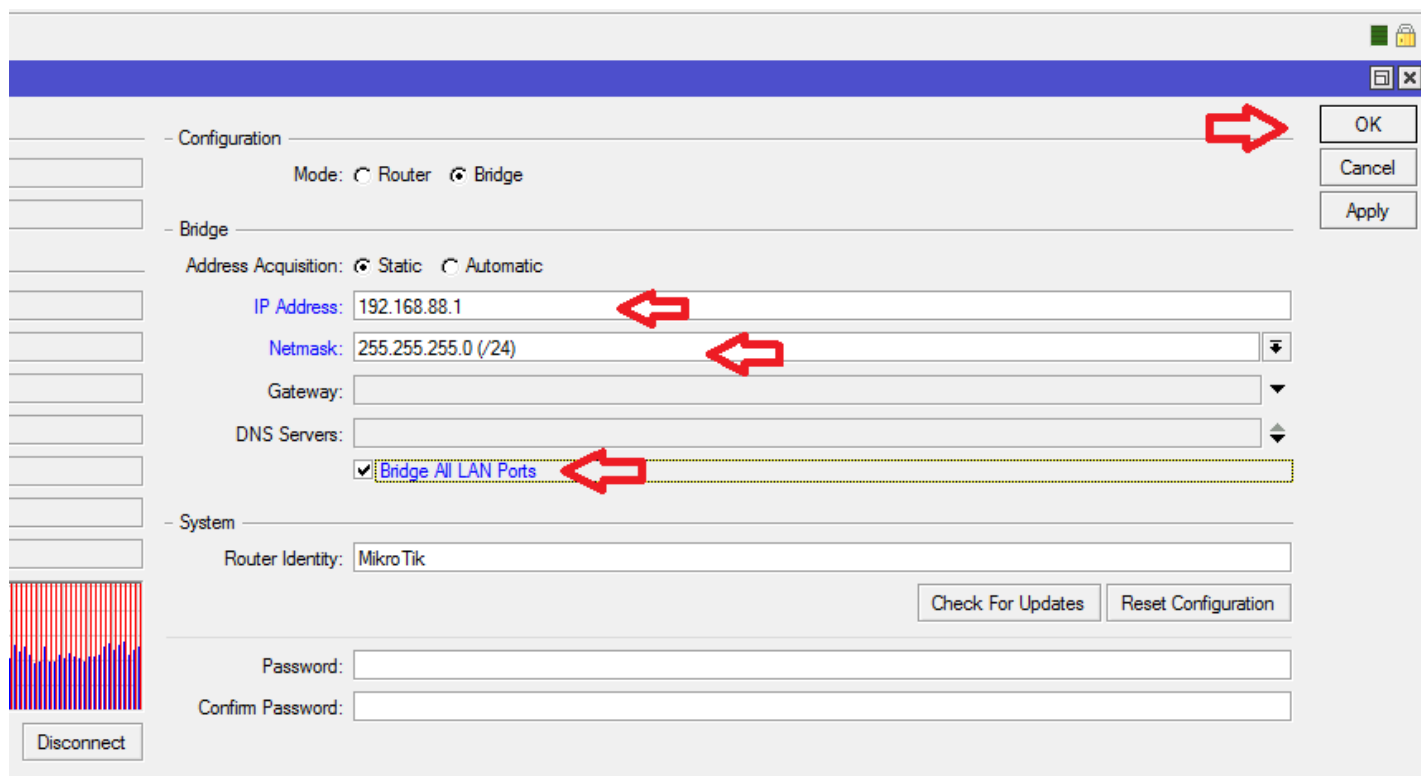 OK
Configuration
Mode: Router Bridge
Cancel
Apply
Bridge
Address Acquisition: Static Automatic
IP Address: 192.168.88.1
Netmask: 255.255.255.0 (/24)
Gateway:
DNS Servers:
Bridge All LAN Ports
System
Router Identity: MikroTik
Check For Updates Reset Configuration
Password:
Confirm Password:
Disconnect